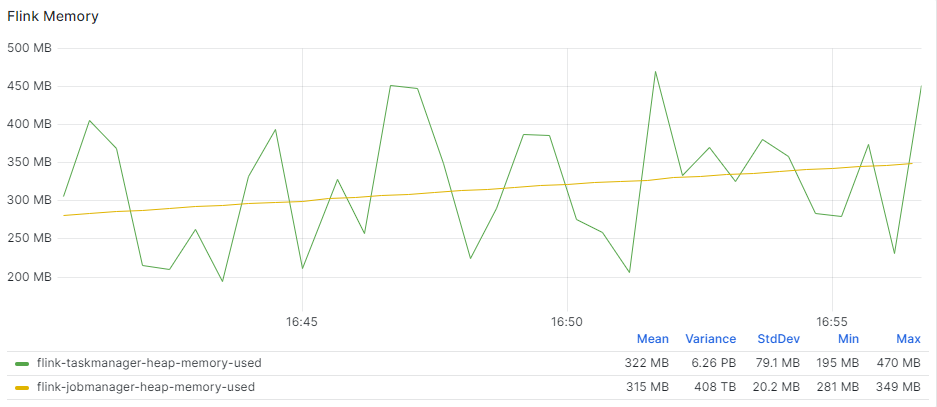 Flink Memory
500 MB
450 MB
400 MB
350 MB
300 MB
250 MB
200 MB
16:45 16:50 16:55
Mean Variance StdDev Min Max
flink-taskmanager-heap-memory-used 322 MB 6.26 PB 79.1 MB 195 MB 470 MB
flink-jobmanager-heap-memory-used 315 MB 408 TB 20.2 MB 281 MB 349 MB